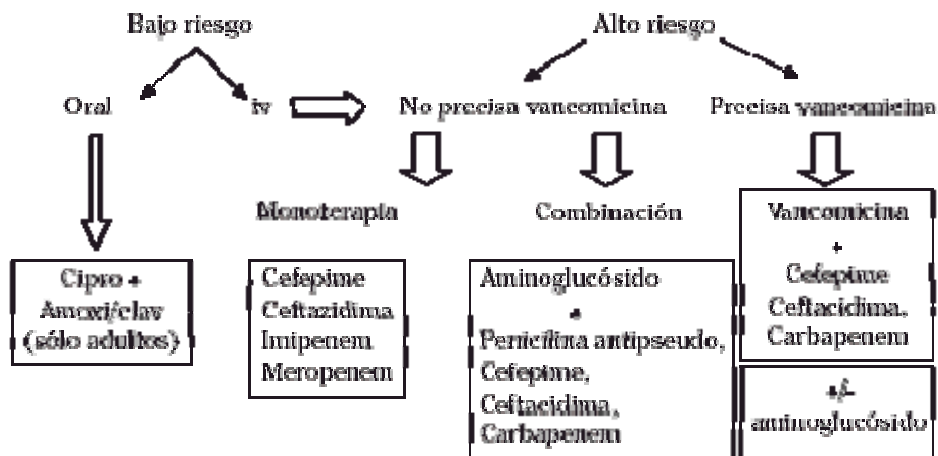 Bajo riesgo
Alto riesgo
Oral
iv
No precisa vancomicina
Precisa vancomicina
Monoterapia
Combinación
Cipro +
Amoxi/clav
(sólo adultos)
Cefepime
Ceftazidima
Imipenem
Meropenem
Aminoglucósido
+
Penicilina antipseudo,
Cefepime,
Ceftacidima,
Carbapenem
Vancomicina
+
Cefepime
Ceftacidima,
Carbapenem
+/-
aminoglucósido